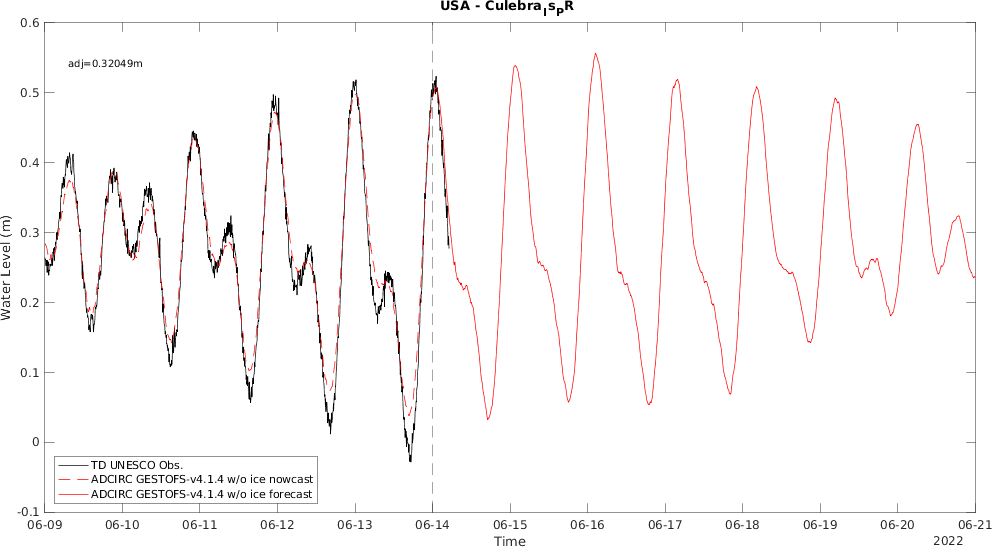 USA - Culebra_Is_PR
adj=0.32049m
0.6
0.5
0.4
0.3
0.2
0.1
0
-0.1
Water Level (m)
TD UNESCO Obs.
ADCIRC GESTOFS-v4.1.4 w/o ice nowcast
ADCIRC GESTOFS-v4.1.4 w/o ice forecast
06-09 06-10 06-11 06-12 06-13 06-14 06-15 06-16 06-17 06-18 06-19 06-20 06-21
Time
2022